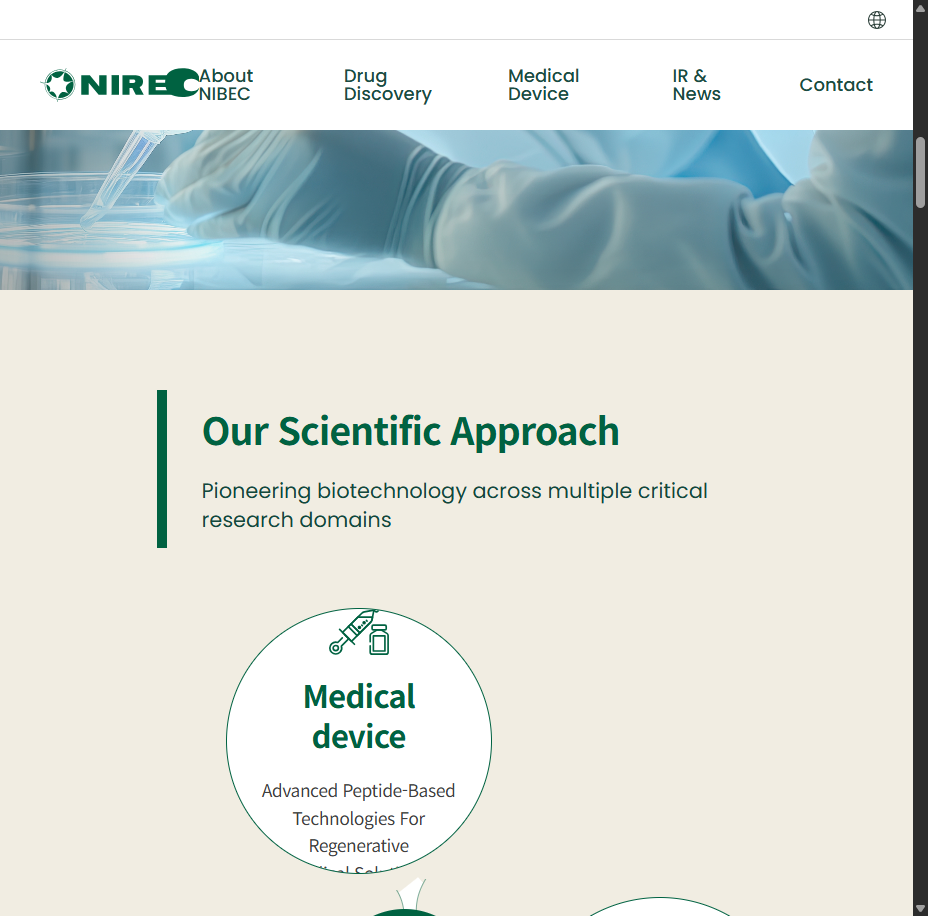 NIBEC
About
NIBEC
Drug
Discovery
Medical
Device
IR &
News
Contact
Our Scientific Approach
Pioneering biotechnology across multiple critical
research domains
Medical
device
Advanced Peptide-Based
Technologies For
Regenerative